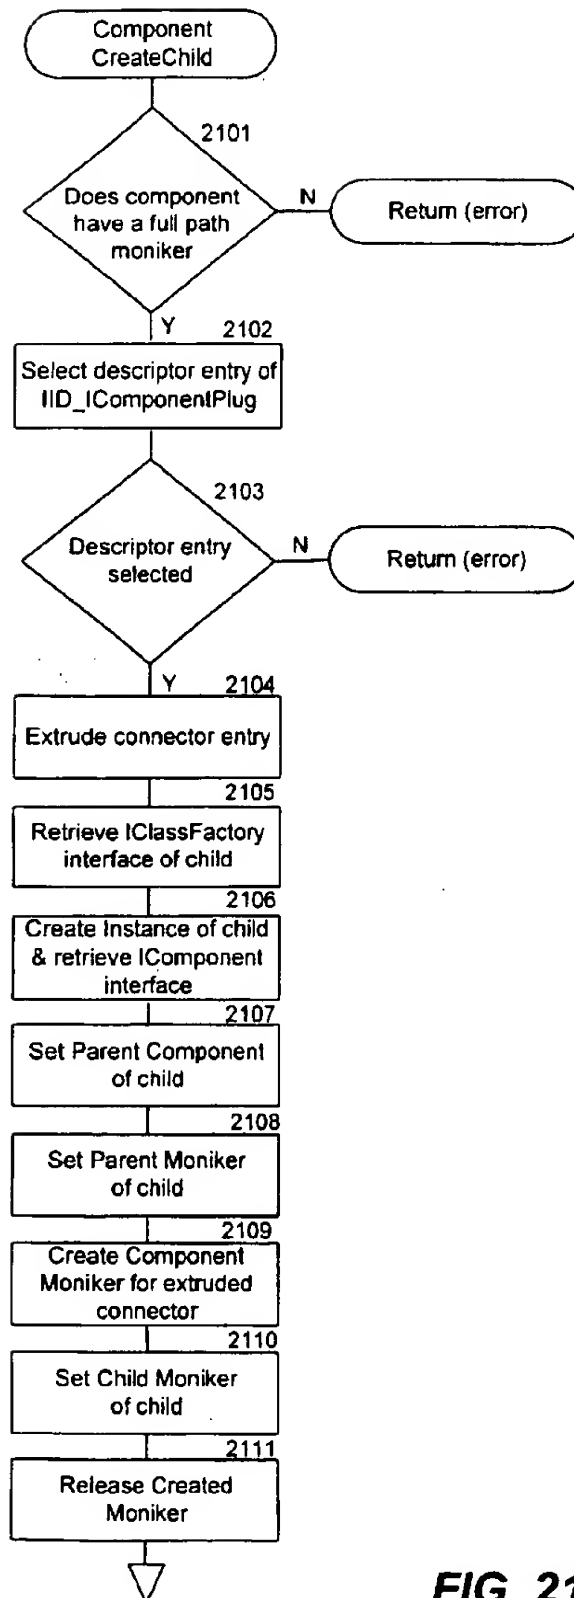 Component
CreateChild
2101
Does component
have a full path
moniker
N
Return (error)
Y
2102
Select descriptor entry of
IID_IComponentPlug
2103
Descriptor entry
selected
N
Return (error)
Y
2104
Extrude connector entry
2105
Retrieve IClassFactory
interface of child
2106
Create Instance of child
& retrieve IComponent
interface
2107
Set Parent Component
of child
2108
Set Parent Moniker
of child
2109
Create Component
Moniker for extruded
connector
2110
Set Child Moniker
of child
2111
Release Created
Moniker
FIG. 21